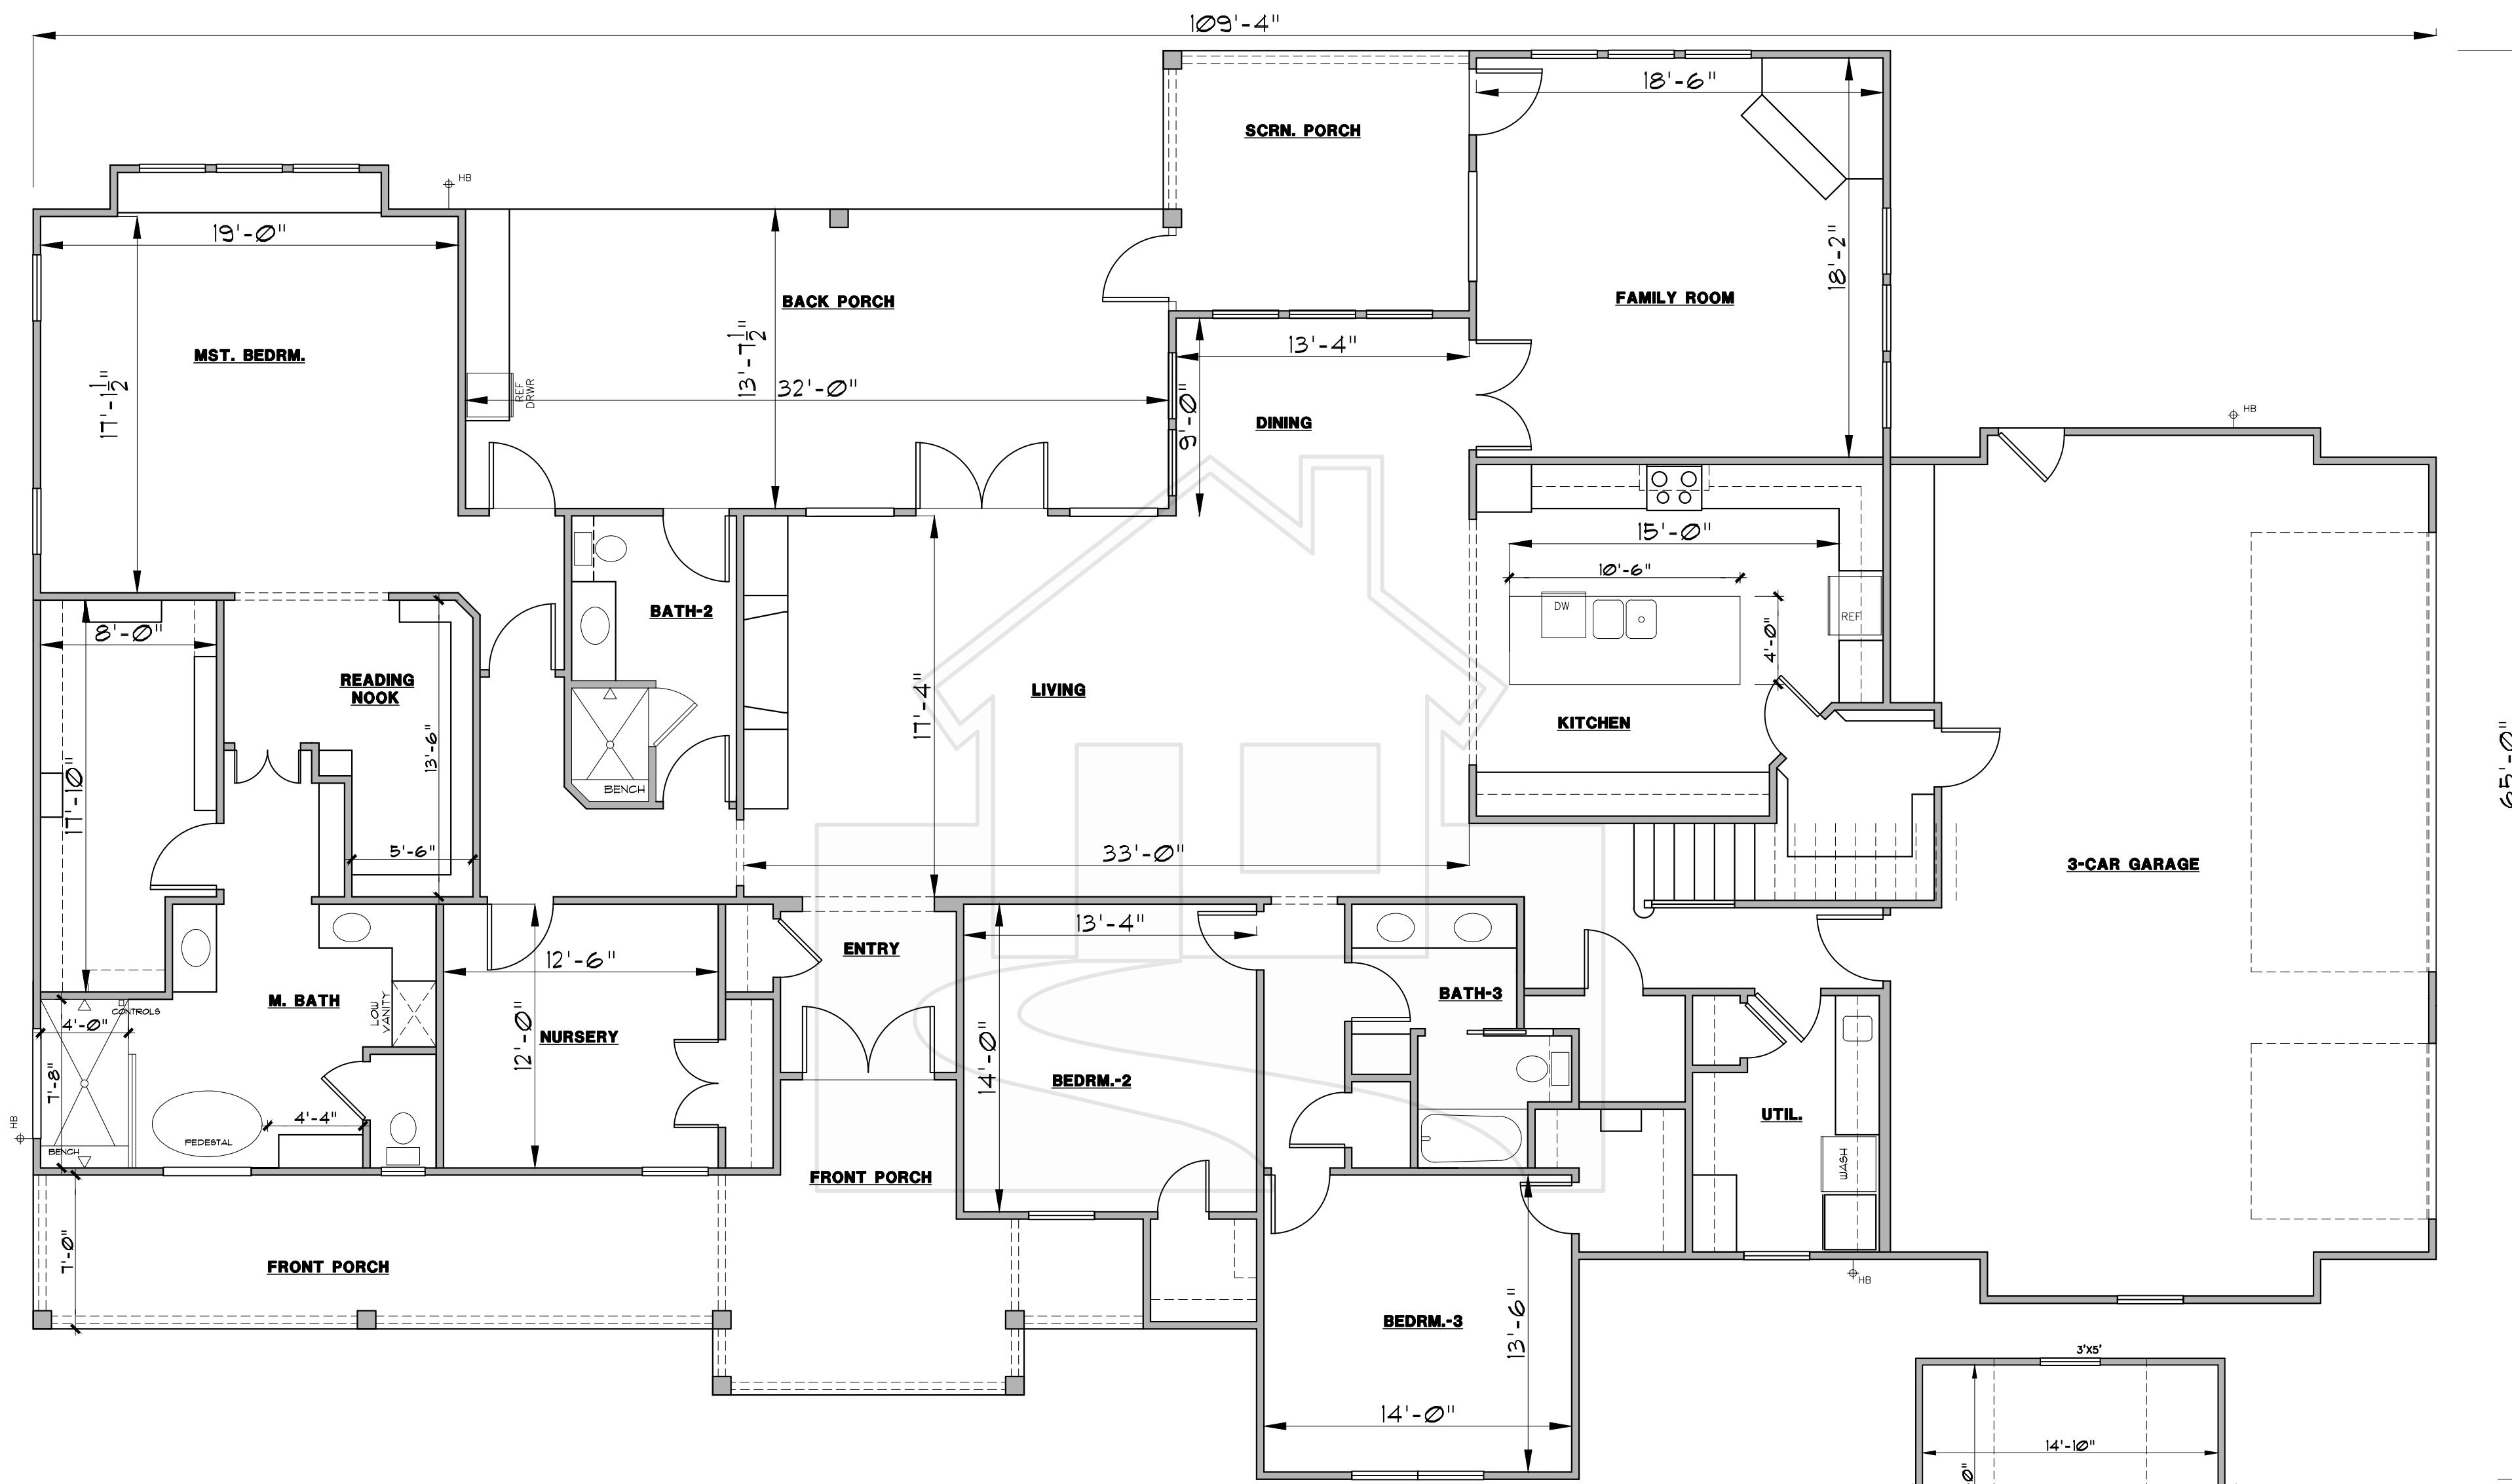 109'-4"
SCRN. PORCH
18'-6"
HB
19'-0"
18'-2"
BACK PORCH
FAMILY ROOM
13'-7 1/2"
13'-4"
MST. BEDRM.
17'-1 1/2"
REF
DRWR
32'-0"
9'-0"
DINING
HB
15'-0"
10'-6"
DW
REF
4'-0"
BATH-2
8'-0"
READING
NOOK
LIVING
17'-4"
KITCHEN
65'-0"
13'-6"
17'-10"
BENCH
5'-6"
33'-0"
3-CAR GARAGE
13'-4"
ENTRY
12'-6"
M. BATH
LOW
VANITY
BATH-3
CONTROLS
4'-0"
NURSERY
12'-0"
14'-0"
BEDRM.-2
7'-8"
HB
4'-4"
PEDESTAL
BENCH
UTIL.
WASH
FRONT PORCH
7'-0"
FRONT PORCH
HB
BEDRM.-3
13'-6"
14'-0"
3'X5'
14'-10"